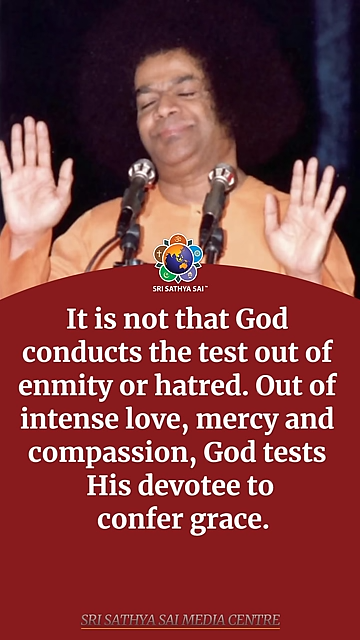 SRI SATHYA SAI™
It is not that God
conducts the test out of
enmity or hatred. Out of
intense love, mercy and
compassion, God tests
His devotee to
confer grace.
SRI SATHYA SAI MEDIA CENTRE